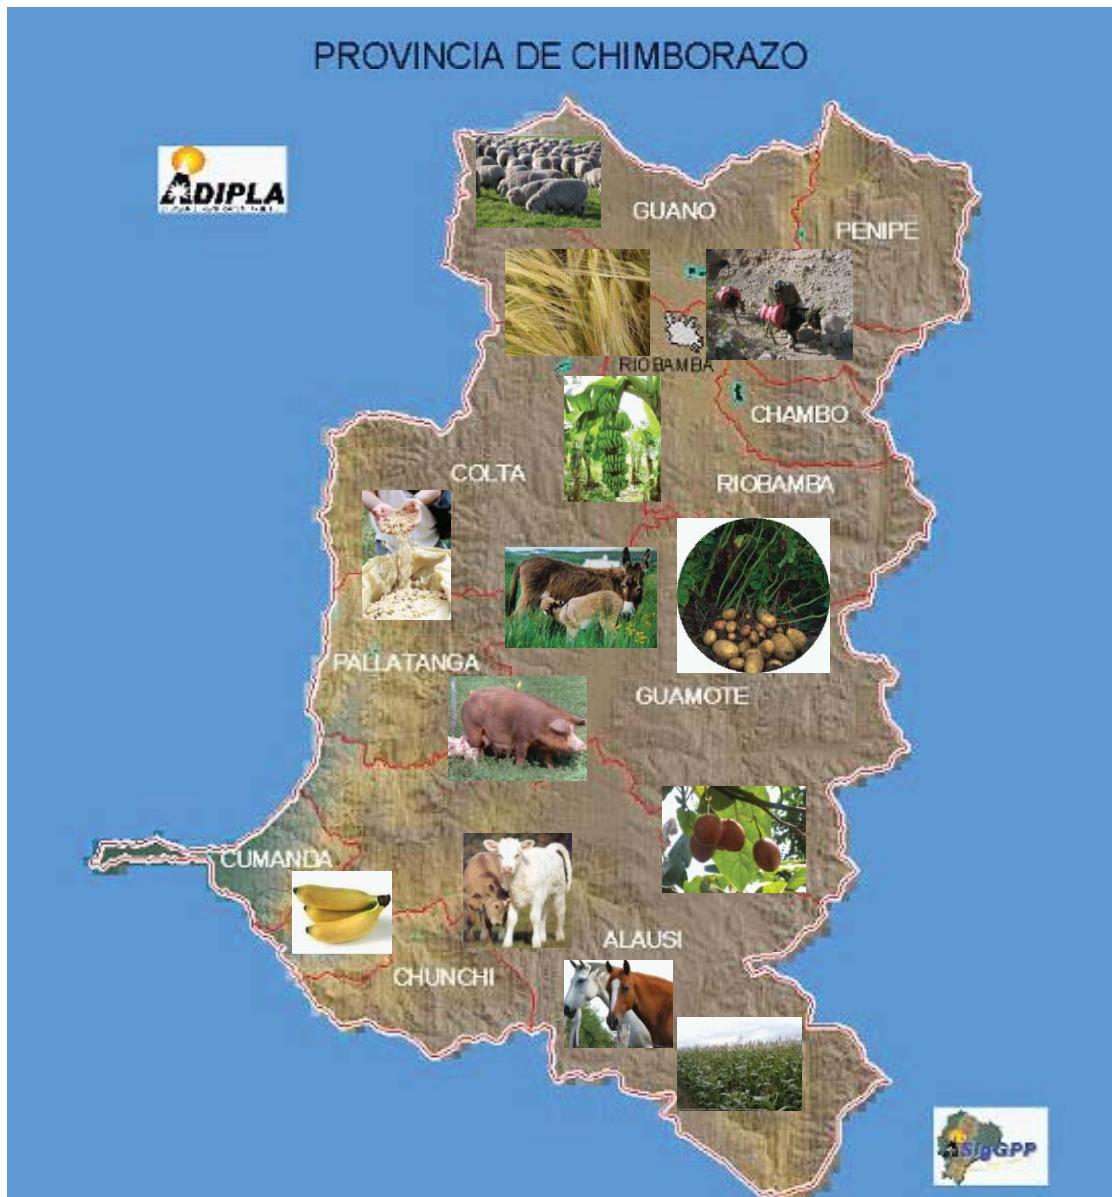 PROVINCIA DE CHIMBORAZO
ADIPLA
GUANO
PENIPE
RIOBAMBA
CHAMBO
COLTA
RIOBAMBA
PALLATANGA
GUAMOTE
CUMANDA
ALAUSI
CHUNCHI
SigGPP